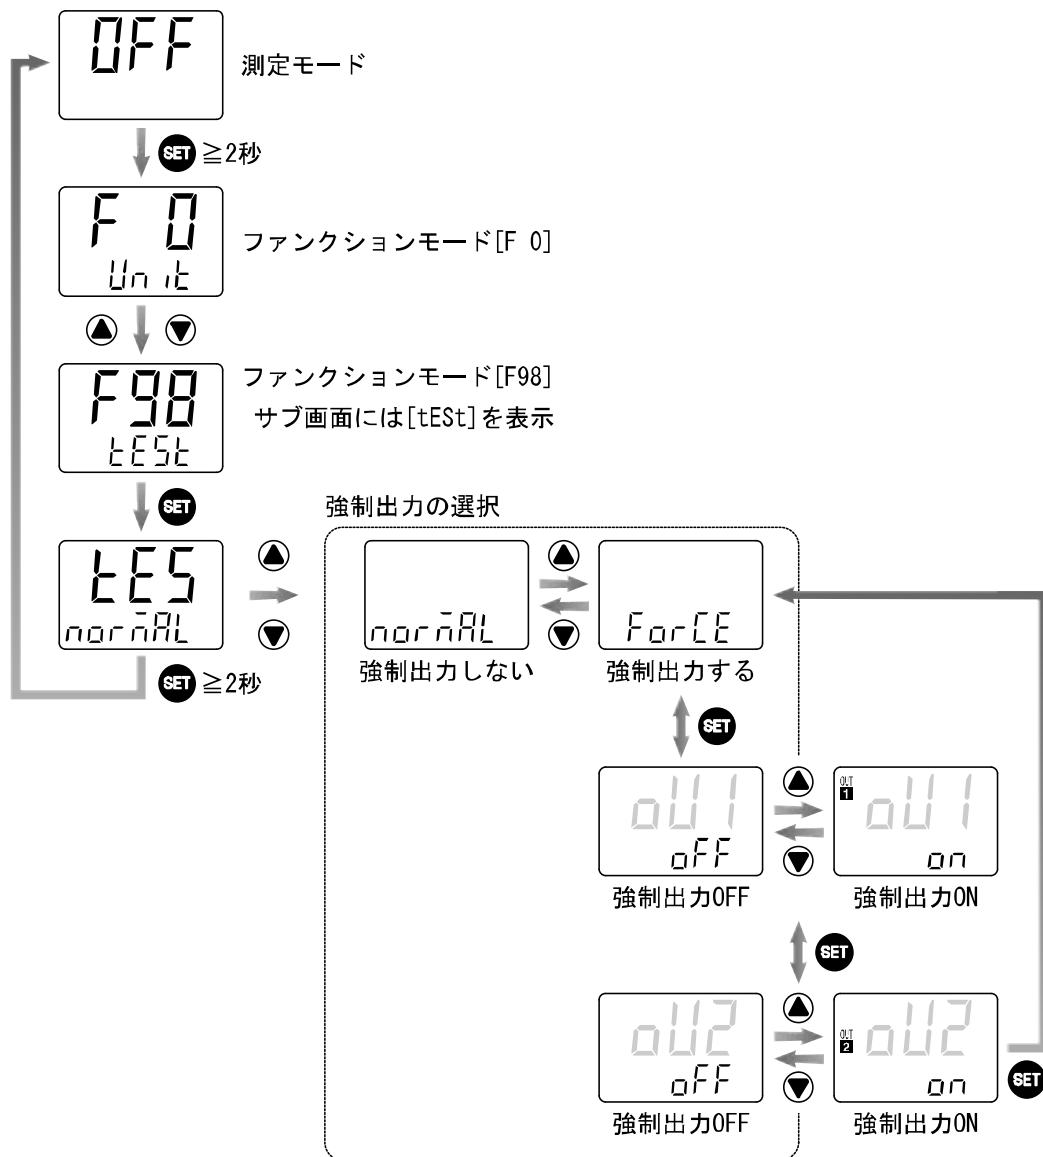 OFF
測定モード
SET ≧2秒
F 0
Unit
ファンクションモード[F 0]
F98
tESt
ファンクションモード[F98]
サブ画面には[tESt]を表示
SET
tES
normAL
SET ≧2秒
強制出力の選択
normAL
強制出力しない
ForCE
強制出力する
SET
oU1
oFF
強制出力OFF
OUT
1
oU1
on
強制出力ON
SET
oU2
oFF
強制出力OFF
OUT
2
oU2
on
強制出力ON
SET